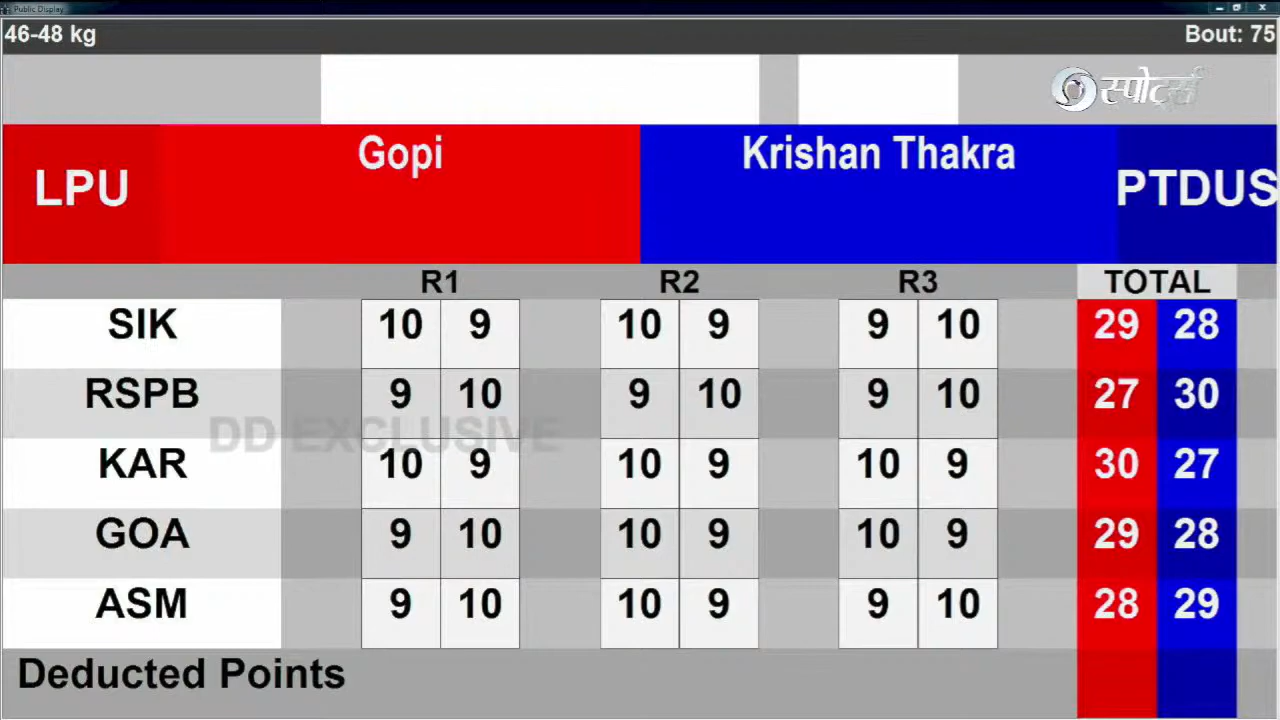 Public Display
46-48 kg Bout: 75
स्पोर्ट्स
LPU Gopi Krishan Thakra PTDUS
R1 R2 R3 TOTAL
SIK 10 9 10 9 9 10 29 28
RSPB 9 10 9 10 9 10 27 30
DD EXCLUSIVE
KAR 10 9 10 9 10 9 30 27
GOA 9 10 10 9 10 9 29 28
ASM 9 10 10 9 9 10 28 29
Deducted Points